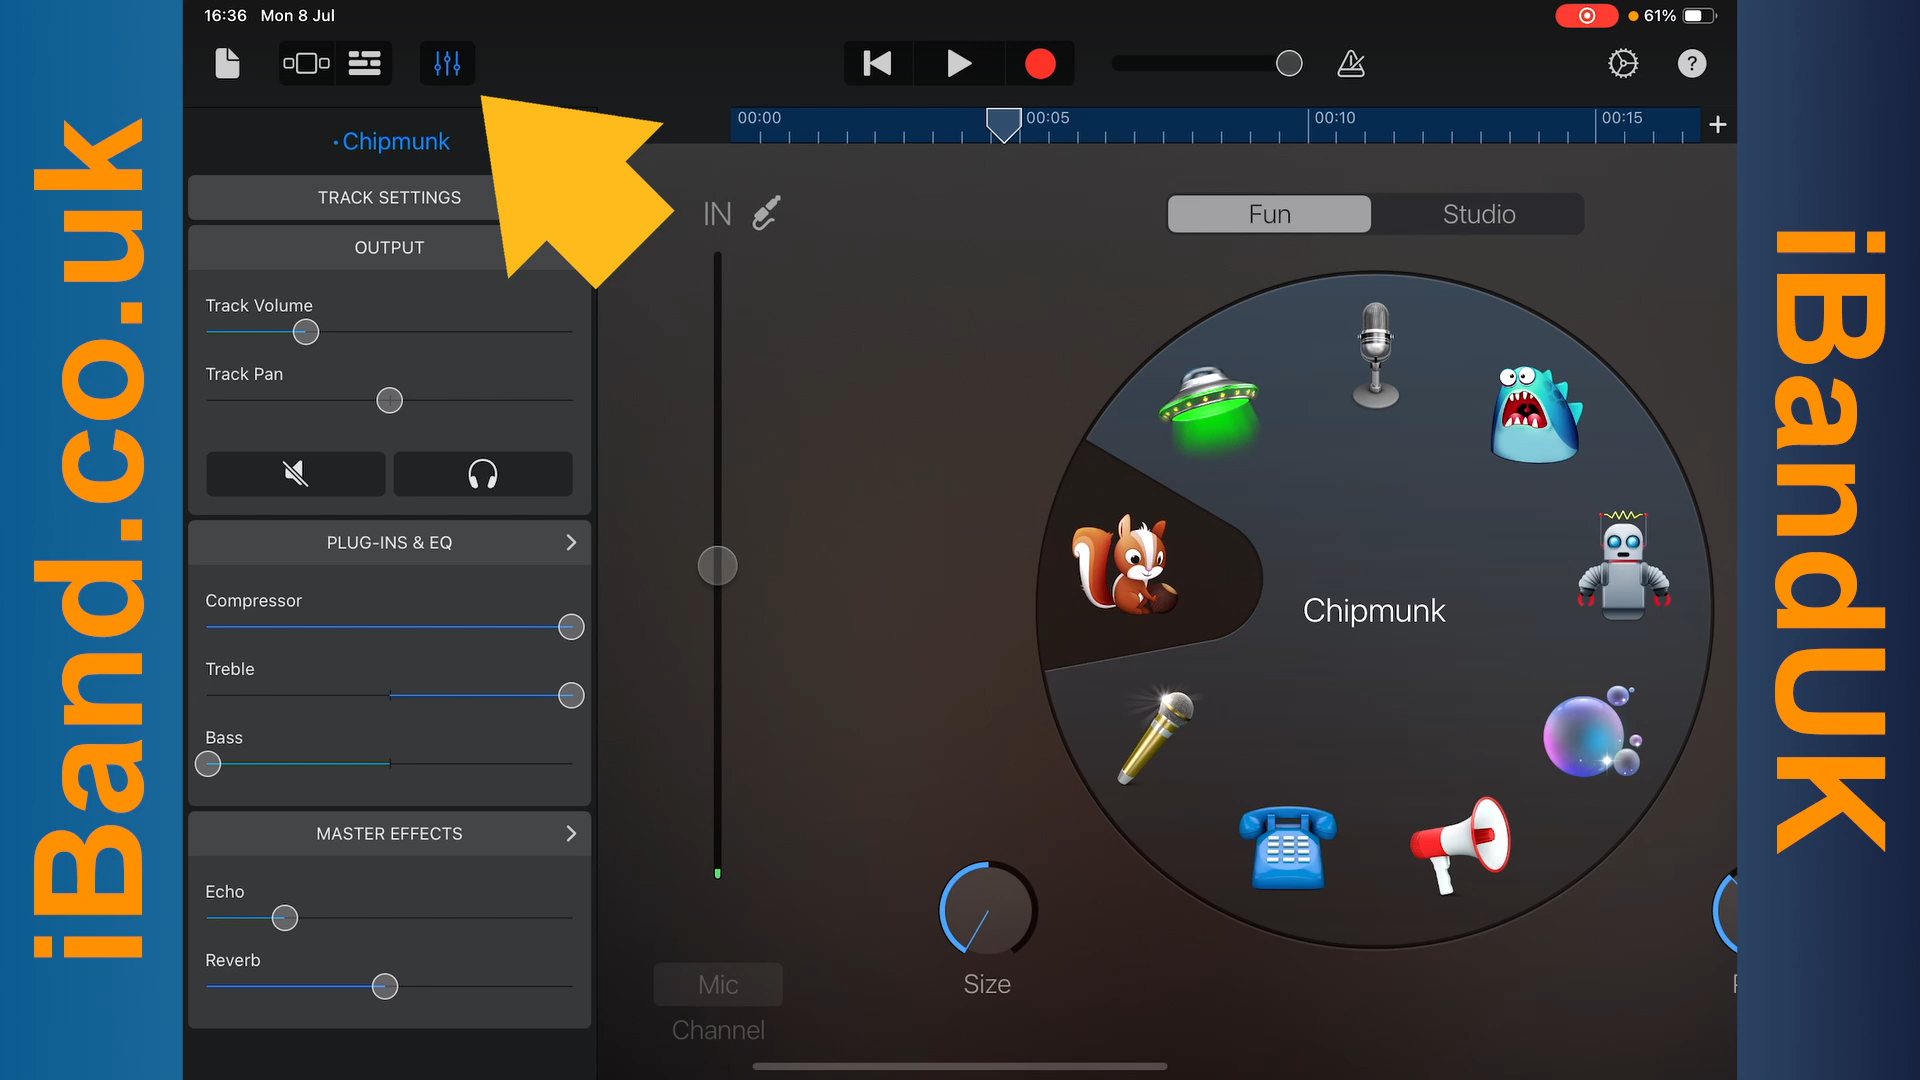 iBand.co.uk
16:36 Mon 8 Jul
61%
?
Chipmunk
00:00
00:05
00:10
00:15
+
TRACK SETTINGS
OUTPUT
Track Volume
Track Pan
PLUG-INS & EQ
Compressor
Treble
Bass
MASTER EFFECTS
Echo
Reverb
IN
Fun
Studio
Chipmunk
Size
Mic
Channel
iBandUK